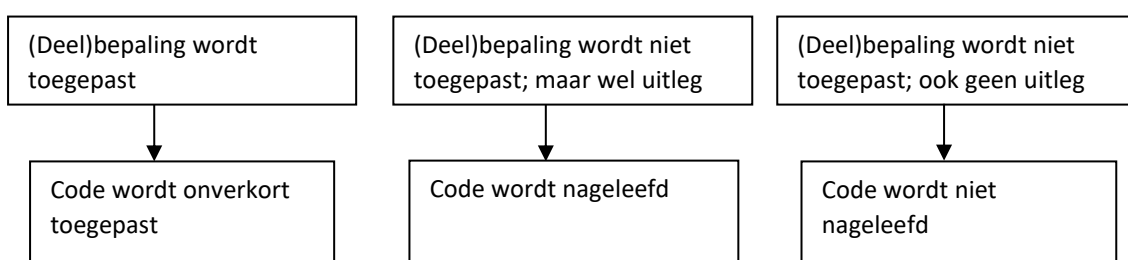 (Deel)bepaling wordt
toegepast
(Deel)bepaling wordt niet
toegepast; maar wel uitleg
(Deel)bepaling wordt niet
toegepast; ook geen uitleg
Code wordt onverkort
toegepast
Code wordt nageleefd
Code wordt niet
nageleefd